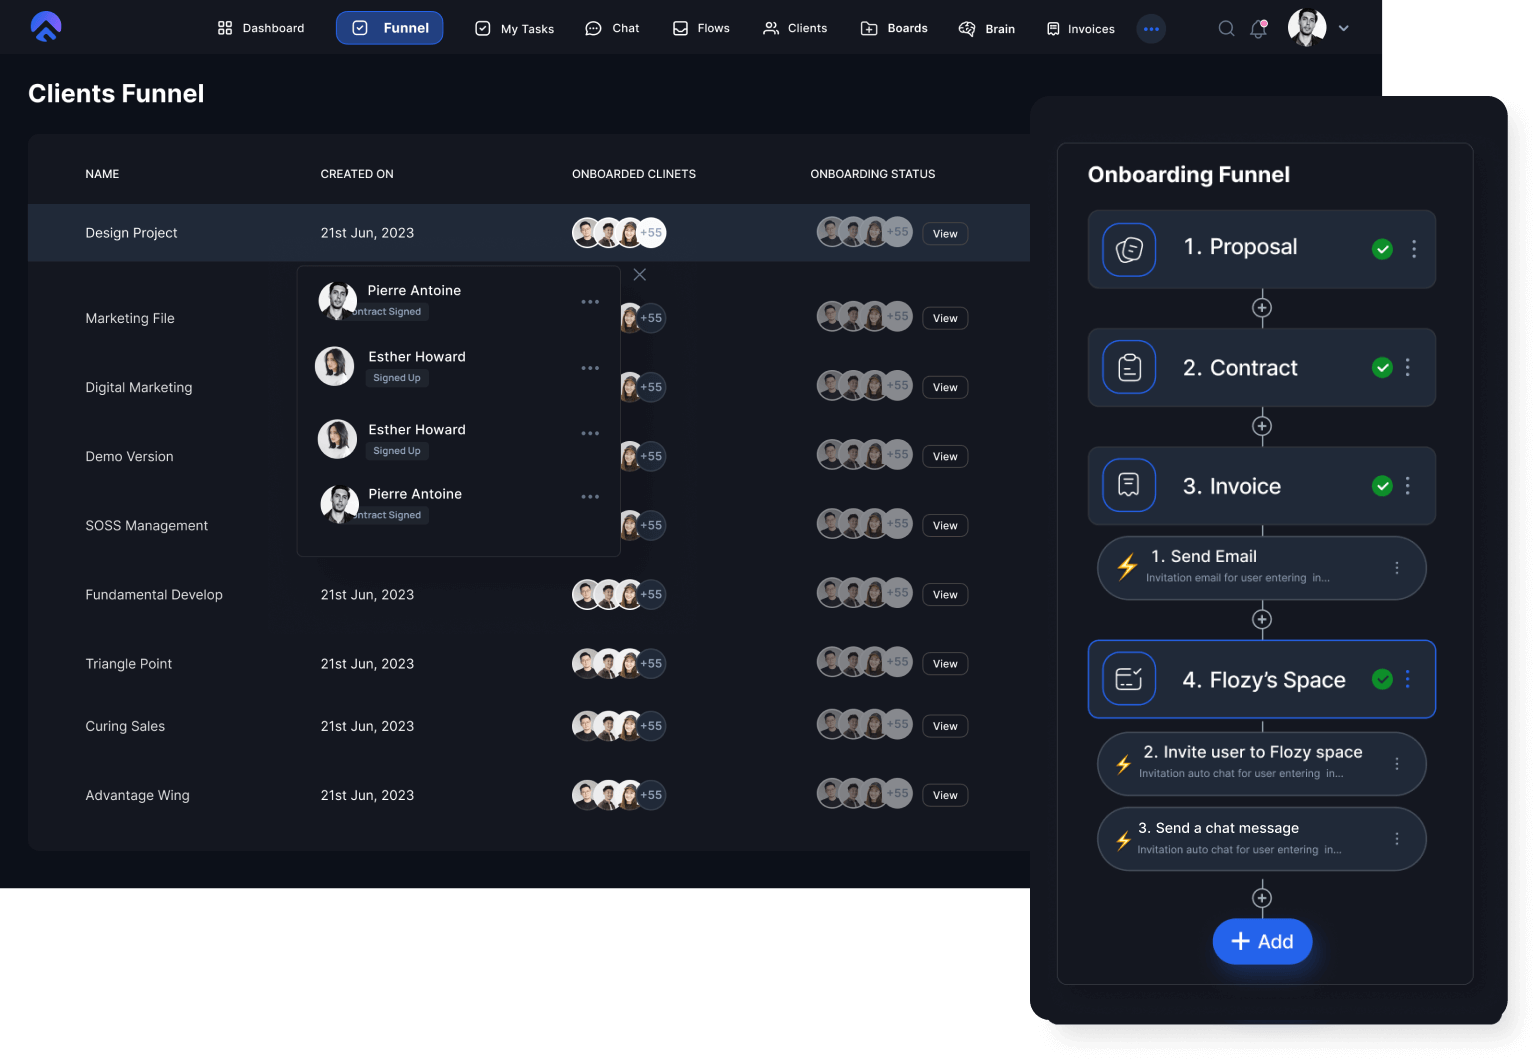 Dashboard
Funnel
My Tasks
Chat
Flows
Clients
Boards
Brain
Invoices
Clients Funnel
NAME CREATED ON ONBOARDED CLINETS ONBOARDING STATUS
Design Project 21st Jun, 2023 +55 +55 View
Marketing File +55 +55 View
Digital Marketing +55 +55 View
Demo Version +55 +55 View
SOSS Management +55 +55 View
Fundamental Develop 21st Jun, 2023 +55 +55 View
Triangle Point 21st Jun, 2023 +55 +55 View
Curing Sales 21st Jun, 2023 +55 +55 View
Advantage Wing 21st Jun, 2023 +55 +55 View
Pierre Antoine
ontract Signed
Esther Howard
Signed Up
Esther Howard
Signed Up
Pierre Antoine
ontract Signed
Onboarding Funnel
1. Proposal
2. Contract
3. Invoice
1. Send Email
Invitation email for user entering in...
4. Flozy’s Space
2. Invite user to Flozy space
Invitation auto chat for user entering in...
3. Send a chat message
Invitation auto chat for user entering in...
Add